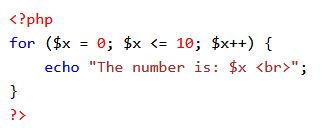 <?php
for ($x = 0; $x <= 10; $x++) {
    echo "The number is: $x <br>";
}
?>